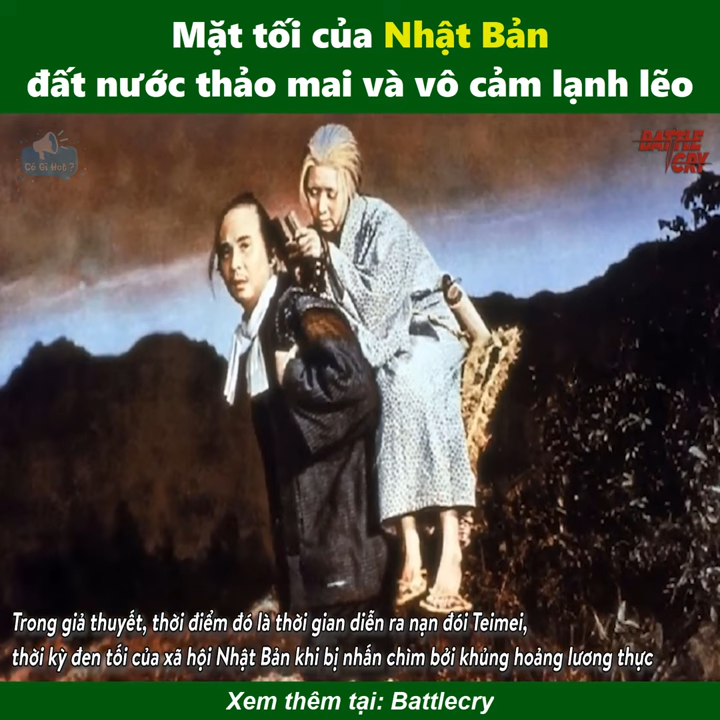 Mặt tối của Nhật Bản
đất nước thảo mai và vô cảm lạnh lẽo
Có Gì Hot?
BATTLE
CRY
Trong giả thuyết, thời điểm đó là thời gian diễn ra nạn đói Teimei,
thời kỳ đen tối của xã hội Nhật Bản khi bị nhấn chìm bởi khủng hoảng lương thực
Xem thêm tại: Battlecry